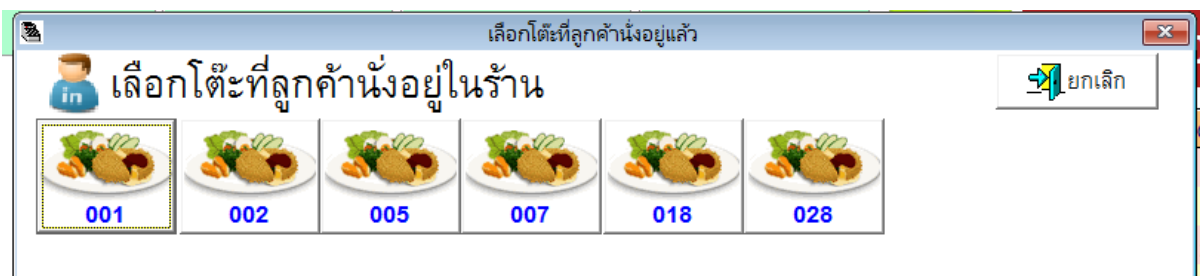 เลือกโต๊ะที่ลูกค้านั่งอยู่แล้ว
in เลือกโต๊ะที่ลูกค้านั่งอยู่ในร้าน ยกเลิก
001 002 005 007 018 028